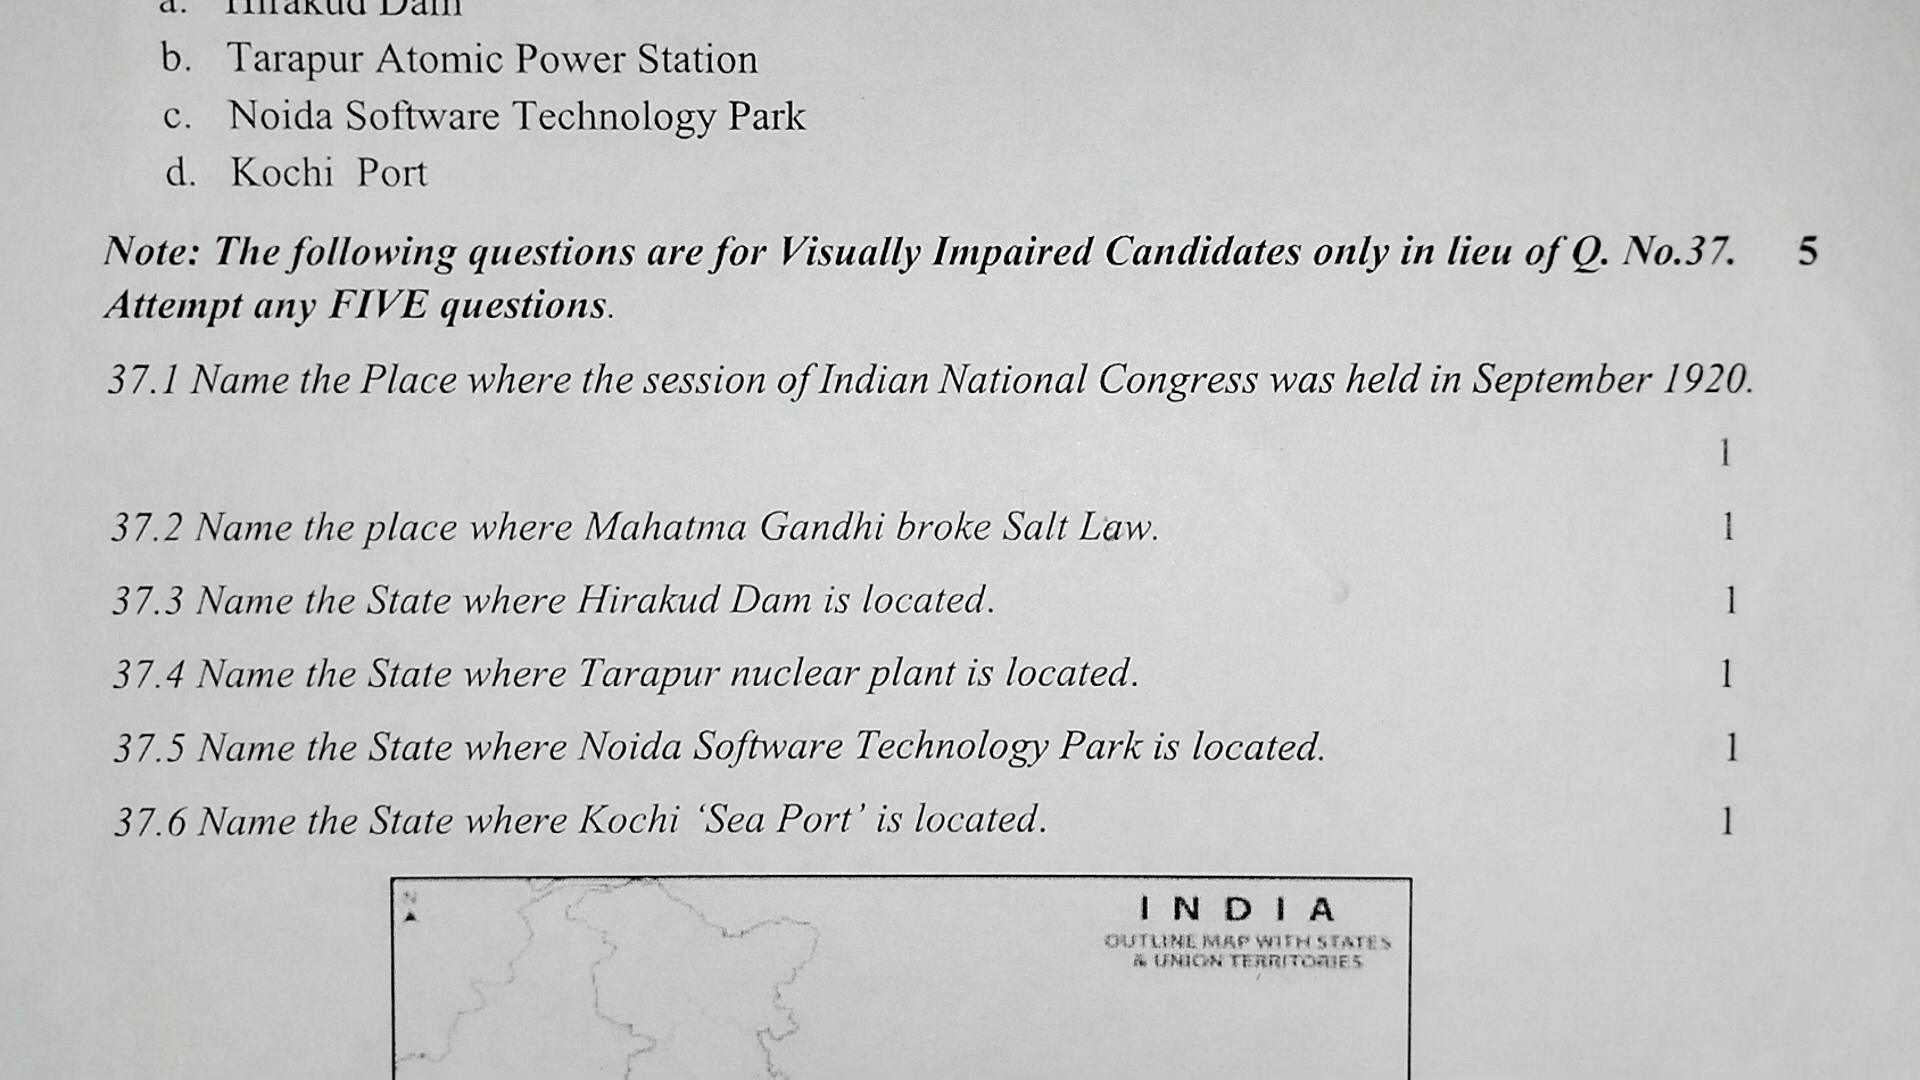 a. Hirakud Dam
b. Tarapur Atomic Power Station
c. Noida Software Technology Park
d. Kochi Port
Note: The following questions are for Visually Impaired Candidates only in lieu of Q. No.37. 5
Attempt any FIVE questions.
37.1 Name the Place where the session of Indian National Congress was held in September 1920.
1
37.2 Name the place where Mahatma Gandhi broke Salt Law. 1
37.3 Name the State where Hirakud Dam is located. 1
37.4 Name the State where Tarapur nuclear plant is located. 1
37.5 Name the State where Noida Software Technology Park is located. 1
37.6 Name the State where Kochi ‘Sea Port’ is located. 1
N
INDIA
OUTLINE MAP WITH STATES
& UNION TERRITORIES